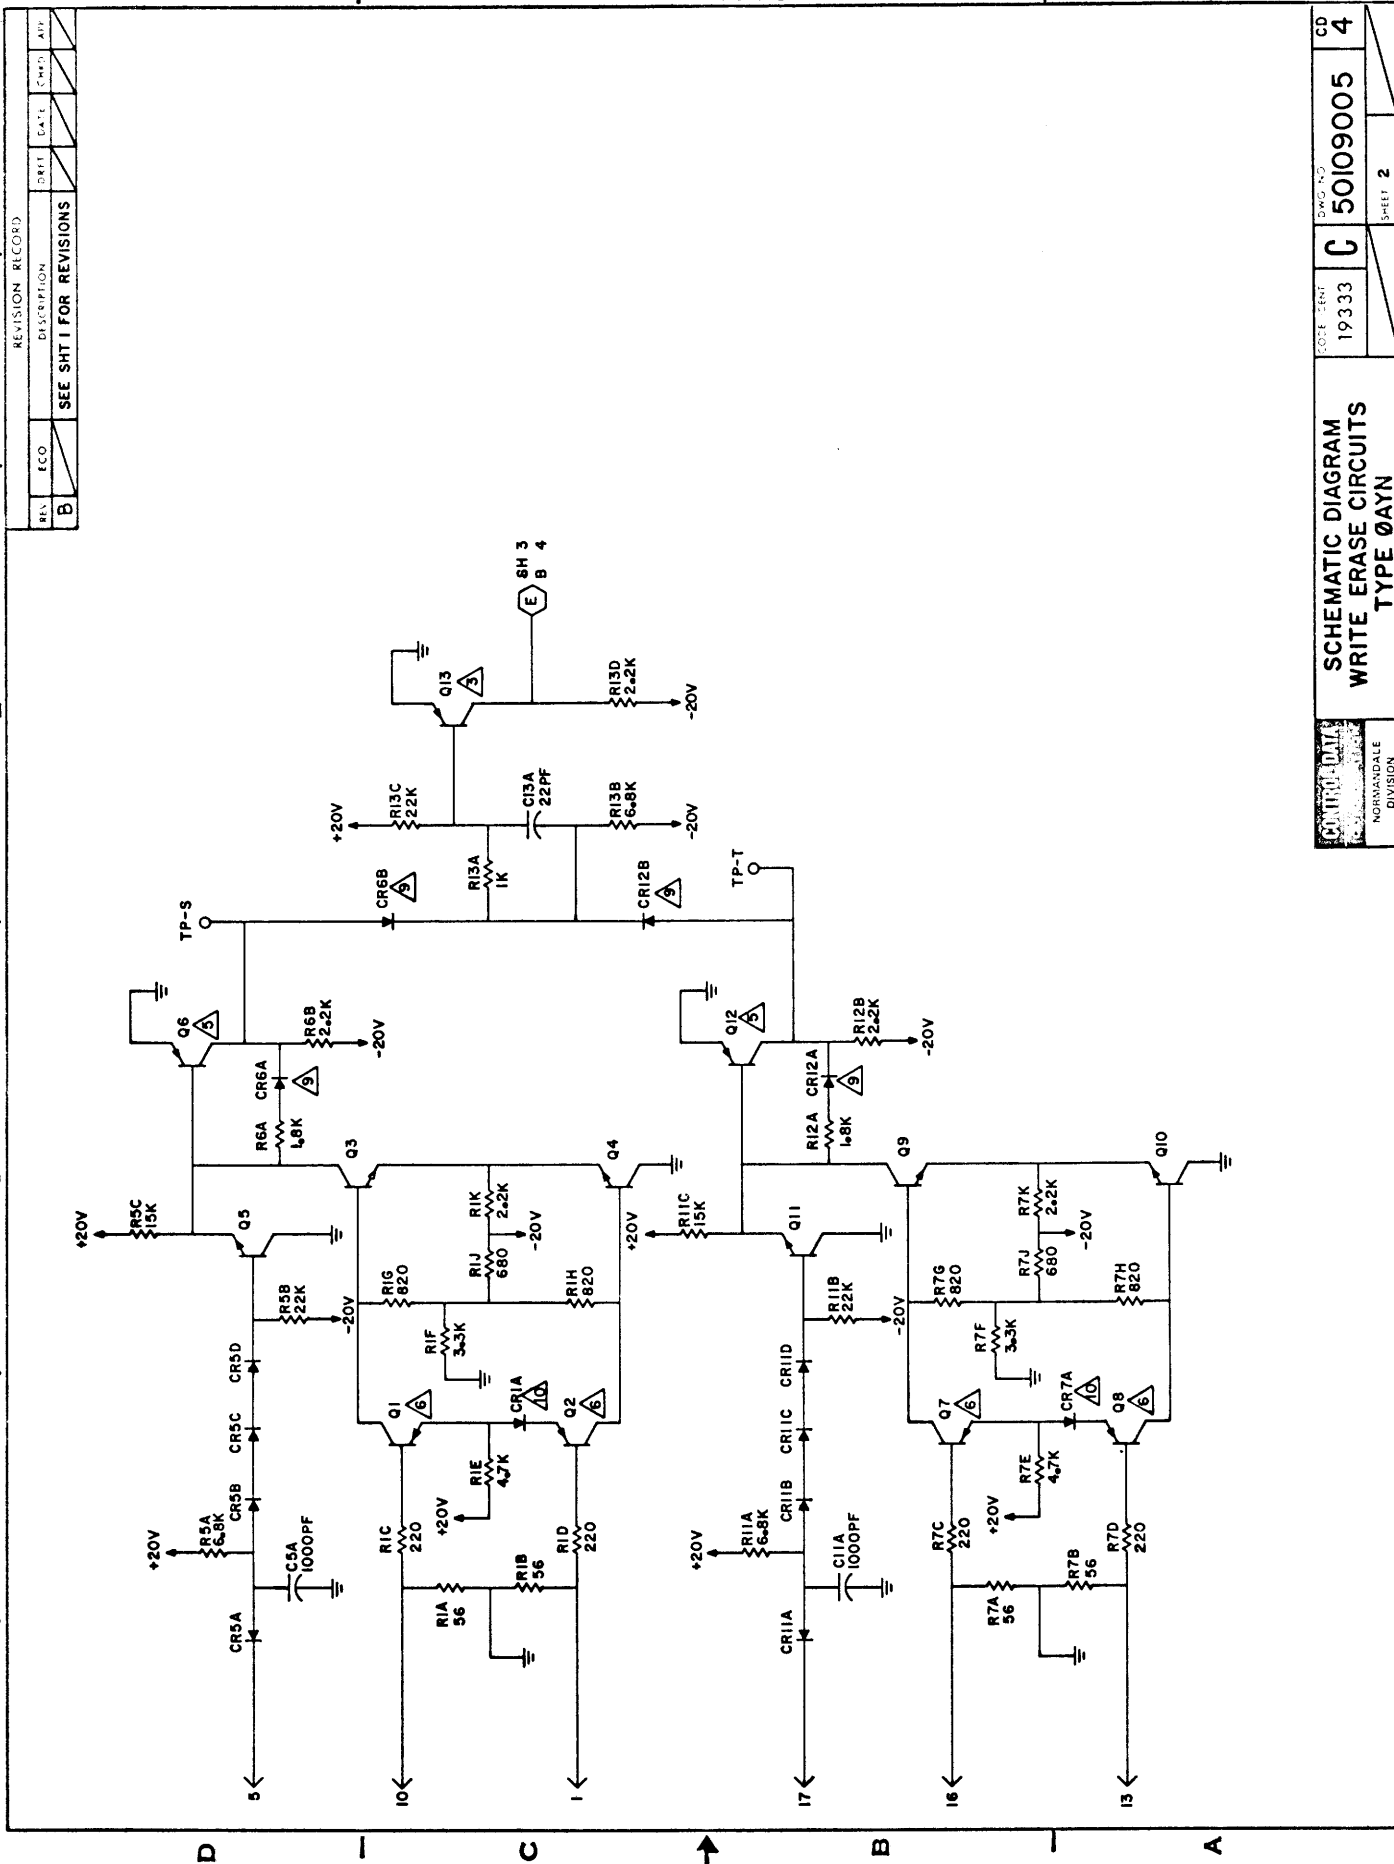 REVISION RECORD
REV ECO DESCRIPTION DRFT DATE CHKD APP
B SEE SHT 1 FOR REVISIONS
+20V
R5A
6.8K
C5A
1000PF
5
CR5A
CR5B
CR5C
CR5D
R5B
22K
-20V
+20V
R5C
15K
Q5
Q6
5
R6A
1.8K
CR6A
9
R6B
2.2K
-20V
TP-S
CR6B
9
10
R1C
220
R1A
56
R1B
56
1
R1D
220
+20V
R1E
4.7K
Q1
6
CR1A
10
Q2
6
R1F
3.3K
R1G
820
R1H
820
R1J
680
-20V
R1K
2.2K
Q3
Q4
R13A
1K
+20V
R13C
22K
C13A
22PF
R13B
6.8K
-20V
Q13
3
R13D
2.2K
-20V
E
SH 3
B 4
CR12B
9
TP-T
+20V
R11A
6.8K
C11A
1000PF
17
CR11A
CR11B
CR11C
CR11D
R11B
22K
-20V
+20V
R11C
15K
Q11
Q12
5
R12A
1.8K
CR12A
9
R12B
2.2K
-20V
16
R7C
220
R7A
56
R7B
56
13
R7D
220
+20V
R7E
4.7K
Q7
6
CR7A
10
Q8
6
R7F
3.3K
R7G
820
R7H
820
R7J
680
-20V
R7K
2.2K
Q9
Q10
D
C
B
A
CONTROL DATA
NORMANDALE
DIVISION
SCHEMATIC DIAGRAM
WRITE ERASE CIRCUITS
TYPE ØAYN
CODE IDENT
19333
C
DWG NO
50109005
CD
4
SHEET 2